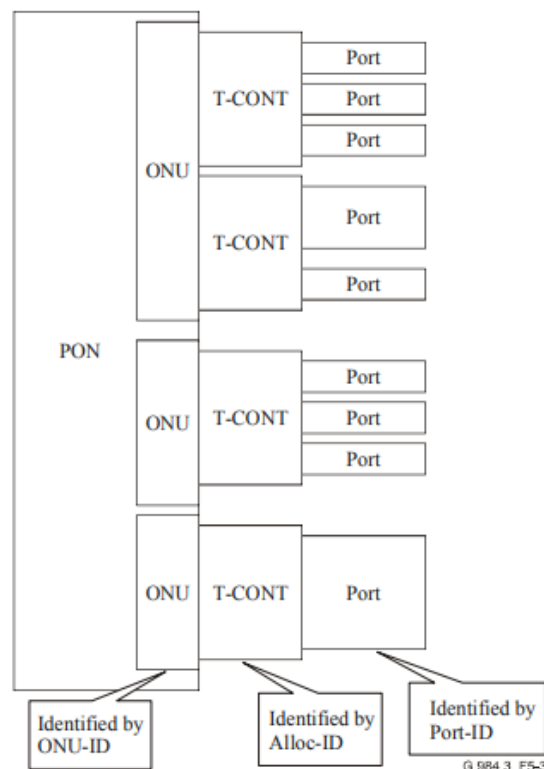 Port
T-CONT
Port
Port
ONU
Port
T-CONT
Port
PON
Port
ONU
T-CONT
Port
Port
ONU
T-CONT
Port
Identified by
ONU-ID
Identified by
Alloc-ID
Identified by
Port-ID